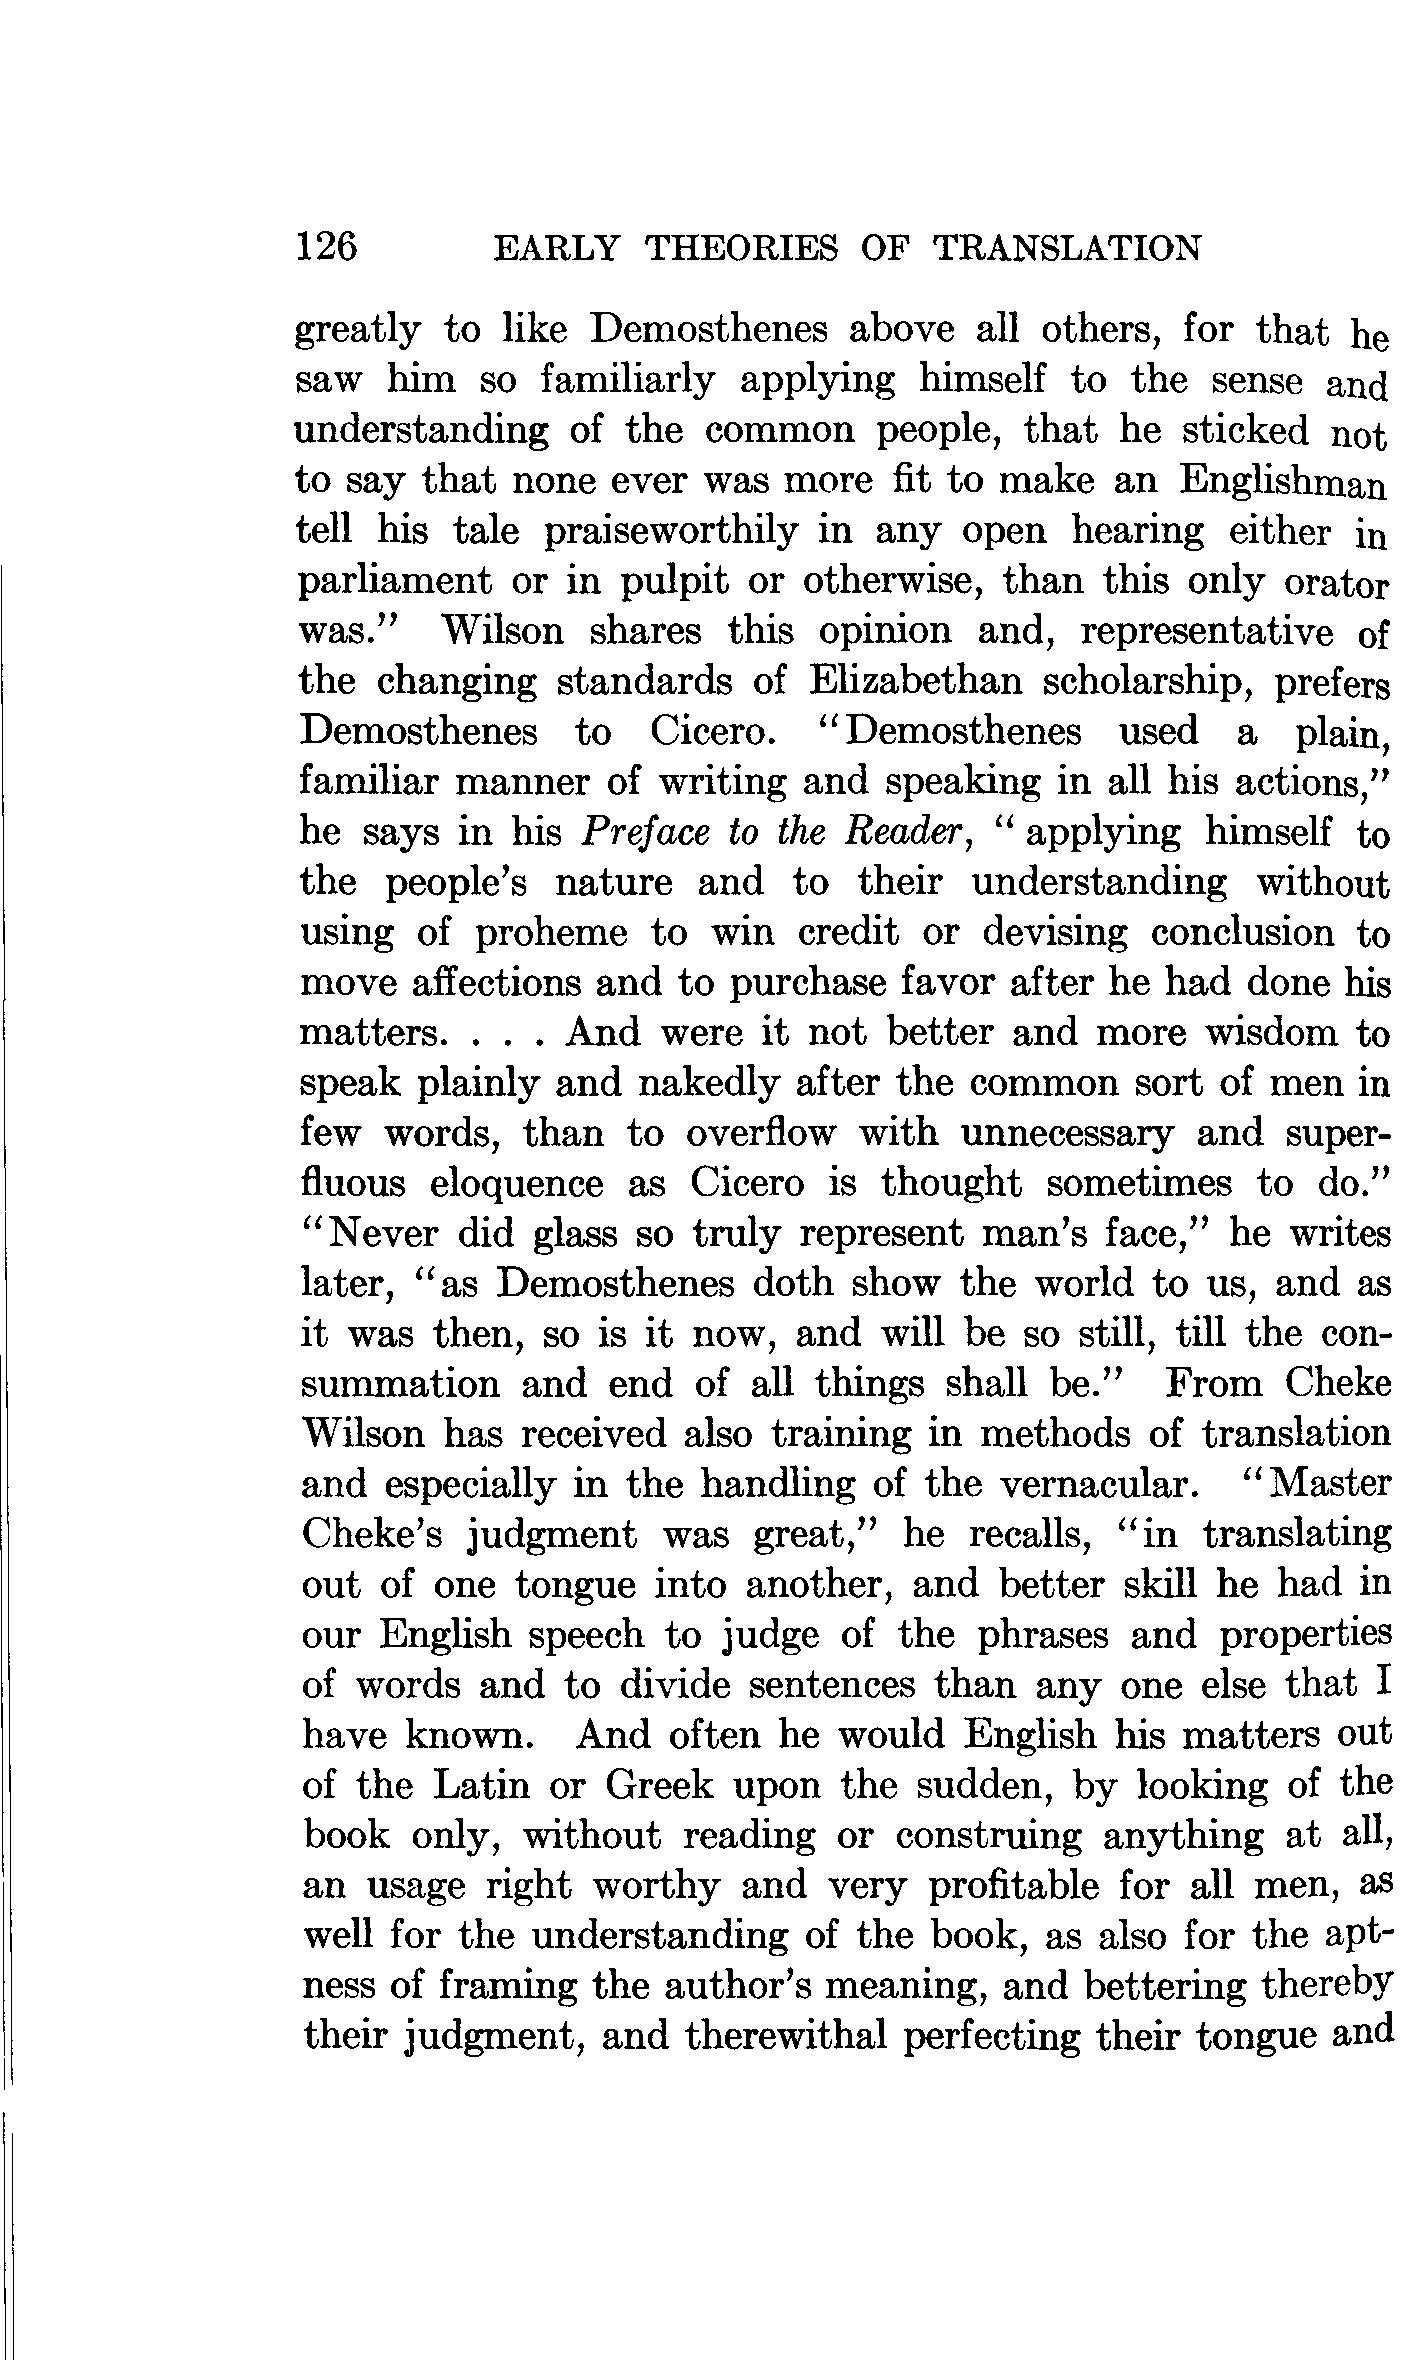 126 EARLY THEORIES OF TRANSLATION
greatly to like Demosthenes above all others, for that he
saw him so familiarly applying himself to the sense and
understanding of the common people, that he sticked not
to say that none ever was more fit to make an Englishman
tell his tale praiseworthily in any open hearing either in
parliament or in pulpit or otherwise, than this only orator
was.” Wilson shares this opinion and, representative of
the changing standards of Elizabethan scholarship, prefers
Demosthenes to Cicero. “Demosthenes used a plain,
familiar manner of writing and speaking in all his actions,”
he says in his Preface to the Reader, “ applying himself to
the people’s nature and to their understanding without
using of proheme to win credit or devising conclusion to
move affections and to purchase favor after he had done his
matters. . . . And were it not better and more wisdom to
speak plainly and nakedly after the common sort of men in
few words, than to overflow with unnecessary and super-
fluous eloquence as Cicero is thought sometimes to do.”
“Never did glass so truly represent man’s face,” he writes
later, “as Demosthenes doth show the world to us, and as
it was then, so is it now, and will be so still, till the con-
summation and end of all things shall be.” From Cheke
Wilson has received also training in methods of translation
and especially in the handling of the vernacular. “Master
Cheke’s judgment was great,” he recalls, “in translating
out of one tongue into another, and better skill he had in
our English speech to judge of the phrases and properties
of words and to divide sentences than any one else that I
have known. And often he would English his matters out
of the Latin or Greek upon the sudden, by looking of the
book only, without reading or construing anything at all,
an usage right worthy and very profitable for all men, as
well for the understanding of the book, as also for the apt-
ness of framing the author’s meaning, and bettering thereby
their judgment, and therewithal perfecting their tongue and